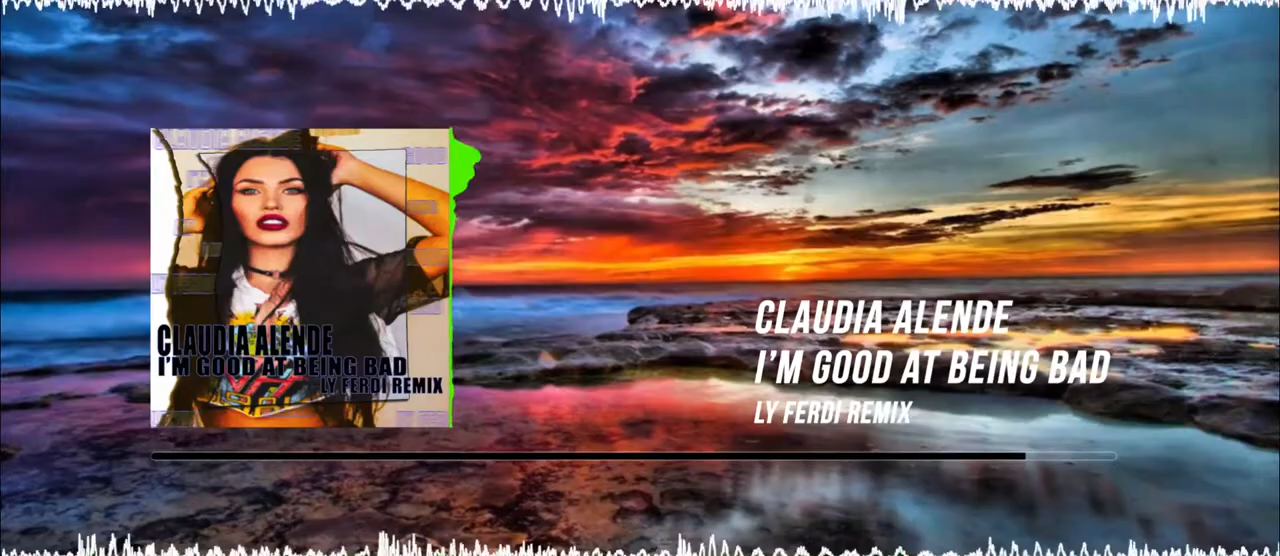 CLAUDIA ALENDE
I'M GOOD AT BEING BAD
LY FERDI REMIX
CLAUDIA ALENDE
I'M GOOD AT BEING BAD
LY FERDI REMIX